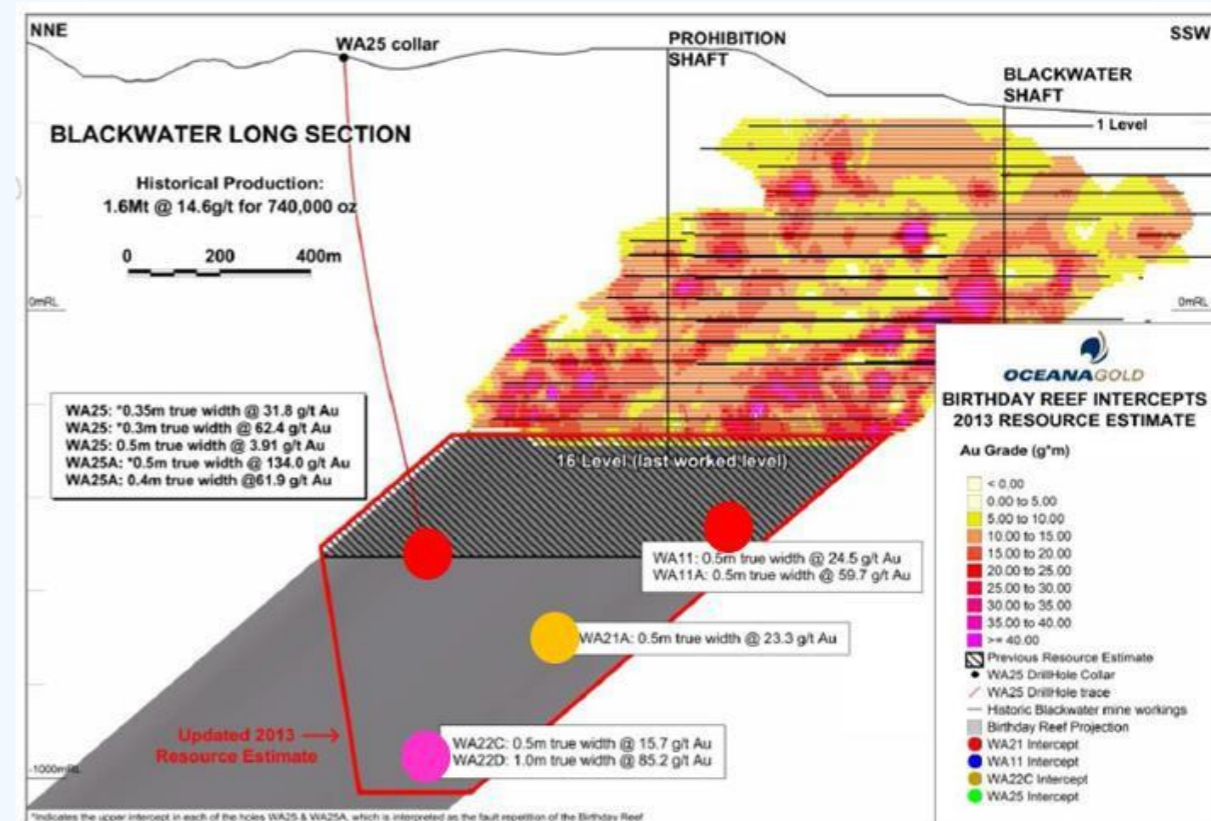 NNE
SSW
WA25 collar
PROHIBITION
SHAFT
BLACKWATER
SHAFT
1 Level
BLACKWATER LONG SECTION
Historical Production:
1.6Mt @ 14.6g/t for 740,000 oz
0 200 400m
0mRL
0mRL
WA25: *0.35m true width @ 31.8 g/t Au
WA25: *0.3m true width @ 62.4 g/t Au
WA25: 0.5m true width @ 3.91 g/t Au
WA25A: *0.5m true width @ 134.0 g/t Au
WA25A: 0.4m true width @61.9 g/t Au
16 Level (last worked level)
WA11: 0.5m true width @ 24.5 g/t Au
WA11A: 0.5m true width @ 59.7 g/t Au
WA21A: 0.5m true width @ 23.3 g/t Au
Updated 2013
Resource Estimate
WA22C: 0.5m true width @ 15.7 g/t Au
WA22D: 1.0m true width @ 85.2 g/t Au
-1000mRL
*Indicates the upper intercept in each of the holes WA25 & WA25A, which is interpreted as the fault repetition of the Birthday Reef
OCEANAGOLD
BIRTHDAY REEF INTERCEPTS
2013 RESOURCE ESTIMATE
Au Grade (g*m)
< 0.00
0.00 to 5.00
5.00 to 10.00
10.00 to 15.00
15.00 to 20.00
20.00 to 25.00
25.00 to 30.00
30.00 to 35.00
35.00 to 40.00
>= 40.00
Previous Resource Estimate
WA25 DrillHole Collar
WA25 DrillHole trace
Historic Blackwater mine workings
Birthday Reef Projection
WA21 Intercept
WA11 Intercept
WA22C Intercept
WA25 Intercept